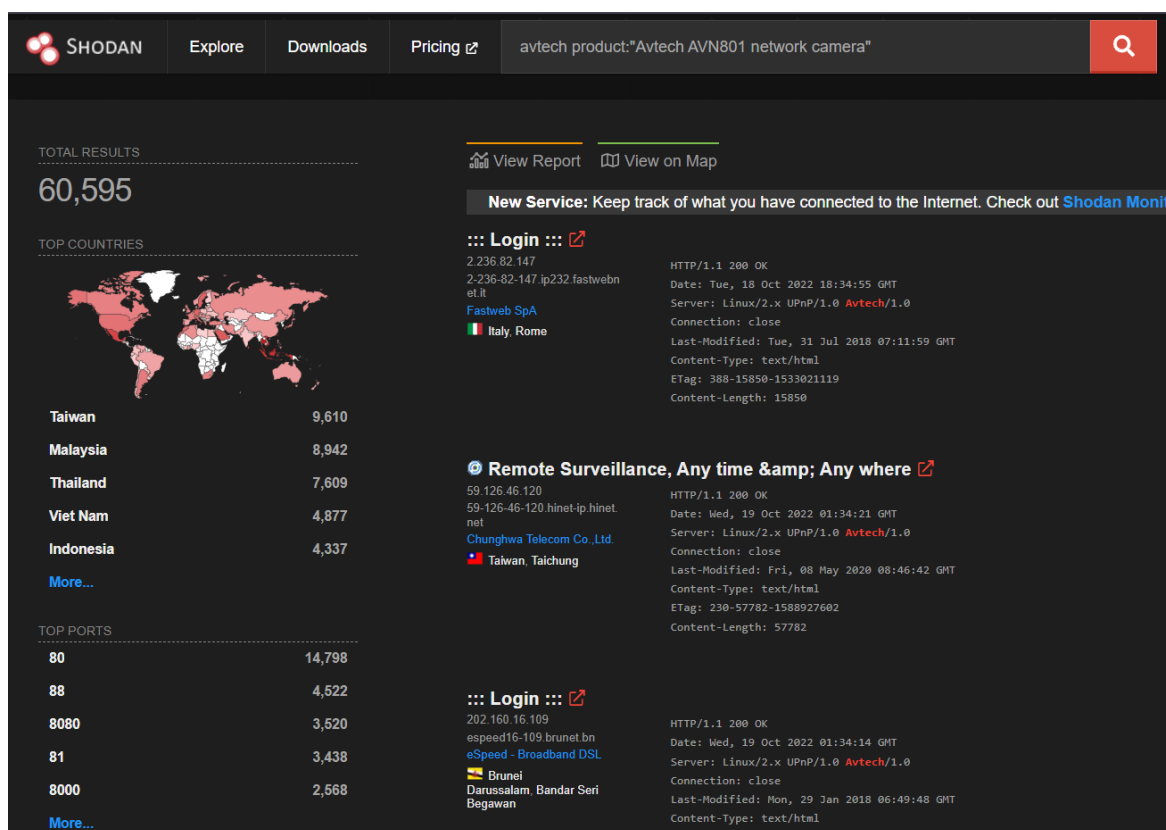 SHODAN Explore Downloads Pricing avtech product:"Avtech AVN801 network camera"
TOTAL RESULTS
60,595
TOP COUNTRIES
Taiwan 9,610
Malaysia 8,942
Thailand 7,609
Viet Nam 4,877
Indonesia 4,337
More...
TOP PORTS
80 14,798
88 4,522
8080 3,520
81 3,438
8000 2,568
More...
View Report View on Map
New Service: Keep track of what you have connected to the Internet. Check out Shodan Monit
::: Login :::
2.236.82.147
2-236-82-147.ip232.fastwebn
et.it
Fastweb SpA
Italy, Rome
HTTP/1.1 200 OK
Date: Tue, 18 Oct 2022 18:34:55 GMT
Server: Linux/2.x UPnP/1.0 Avtech/1.0
Connection: close
Last-Modified: Tue, 31 Jul 2018 07:11:59 GMT
Content-Type: text/html
ETag: 388-15850-1533021119
Content-Length: 15850
Remote Surveillance, Any time &amp; Any where
59.126.46.120
59-126-46-120.hinet-ip.hinet.
net
Chunghwa Telecom Co.,Ltd.
Taiwan, Taichung
HTTP/1.1 200 OK
Date: Wed, 19 Oct 2022 01:34:21 GMT
Server: Linux/2.x UPnP/1.0 Avtech/1.0
Connection: close
Last-Modified: Fri, 08 May 2020 08:46:42 GMT
Content-Type: text/html
ETag: 230-57782-1588927602
Content-Length: 57782
::: Login :::
202.160.16.109
espeed16-109.brunet.bn
eSpeed - Broadband DSL
Brunei
Darussalam, Bandar Seri
Begawan
HTTP/1.1 200 OK
Date: Wed, 19 Oct 2022 01:34:14 GMT
Server: Linux/2.x UPnP/1.0 Avtech/1.0
Connection: close
Last-Modified: Mon, 29 Jan 2018 06:49:48 GMT
Content-Type: text/html